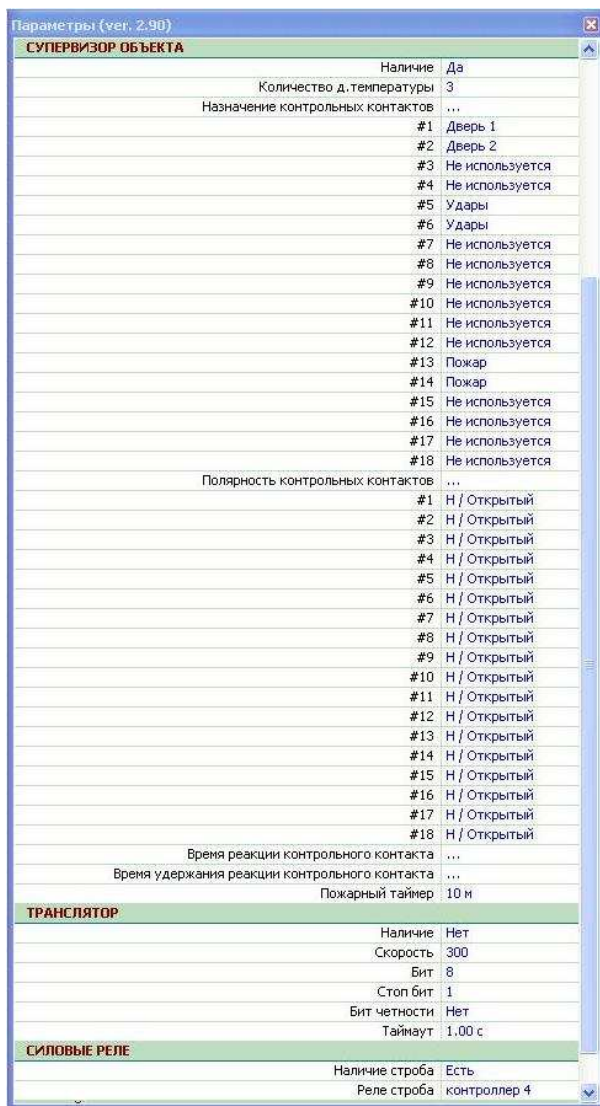 Параметры (ver. 2.90)
СУПЕРВИЗОР ОБЪЕКТА
Наличие Да
Количество д.температуры 3
Назначение контрольных контактов ...
#1 Дверь 1
#2 Дверь 2
#3 Не используется
#4 Не используется
#5 Удары
#6 Удары
#7 Не используется
#8 Не используется
#9 Не используется
#10 Не используется
#11 Не используется
#12 Не используется
#13 Пожар
#14 Пожар
#15 Не используется
#16 Не используется
#17 Не используется
#18 Не используется
Полярность контрольных контактов ...
#1 Н / Открытый
#2 Н / Открытый
#3 Н / Открытый
#4 Н / Открытый
#5 Н / Открытый
#6 Н / Открытый
#7 Н / Открытый
#8 Н / Открытый
#9 Н / Открытый
#10 Н / Открытый
#11 Н / Открытый
#12 Н / Открытый
#13 Н / Открытый
#14 Н / Открытый
#15 Н / Открытый
#16 Н / Открытый
#17 Н / Открытый
#18 Н / Открытый
Время реакции контрольного контакта ...
Время удержания реакции контрольного контакта ...
Пожарный таймер 10 м
ТРАНСЛЯТОР
Наличие Нет
Скорость 300
Бит 8
Стоп бит 1
Бит четности Нет
Таймаут 1.00 с
СИЛОВЫЕ РЕЛЕ
Наличие строба Есть
Реле строба контроллер 4